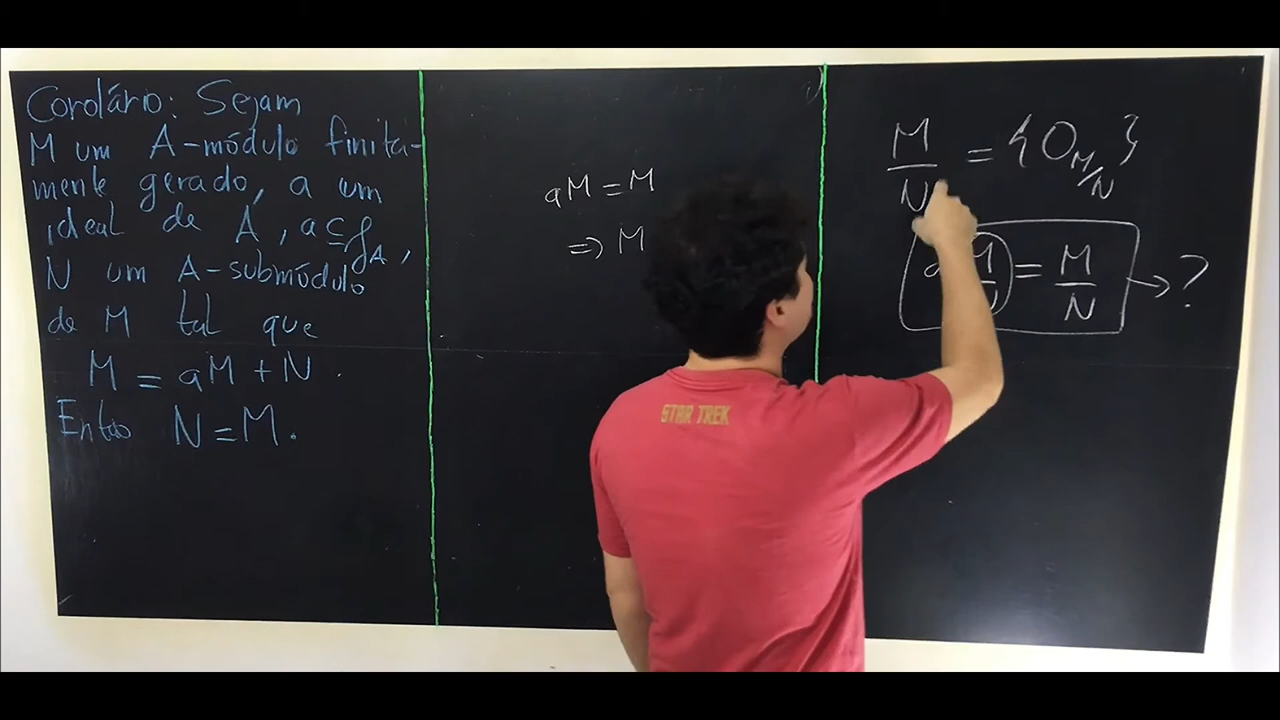 Corolário: Sejam
M um A-módulo finita-
mente gerado, a um
ideal de A, a ⊆ J_A,
N um A-submódulo
de M tal que
M = aM + N.
Então N = M.
aM = M
⇒ M
M/N = {0_{M/N}}
M/N = M/N → ?
STAR TREK